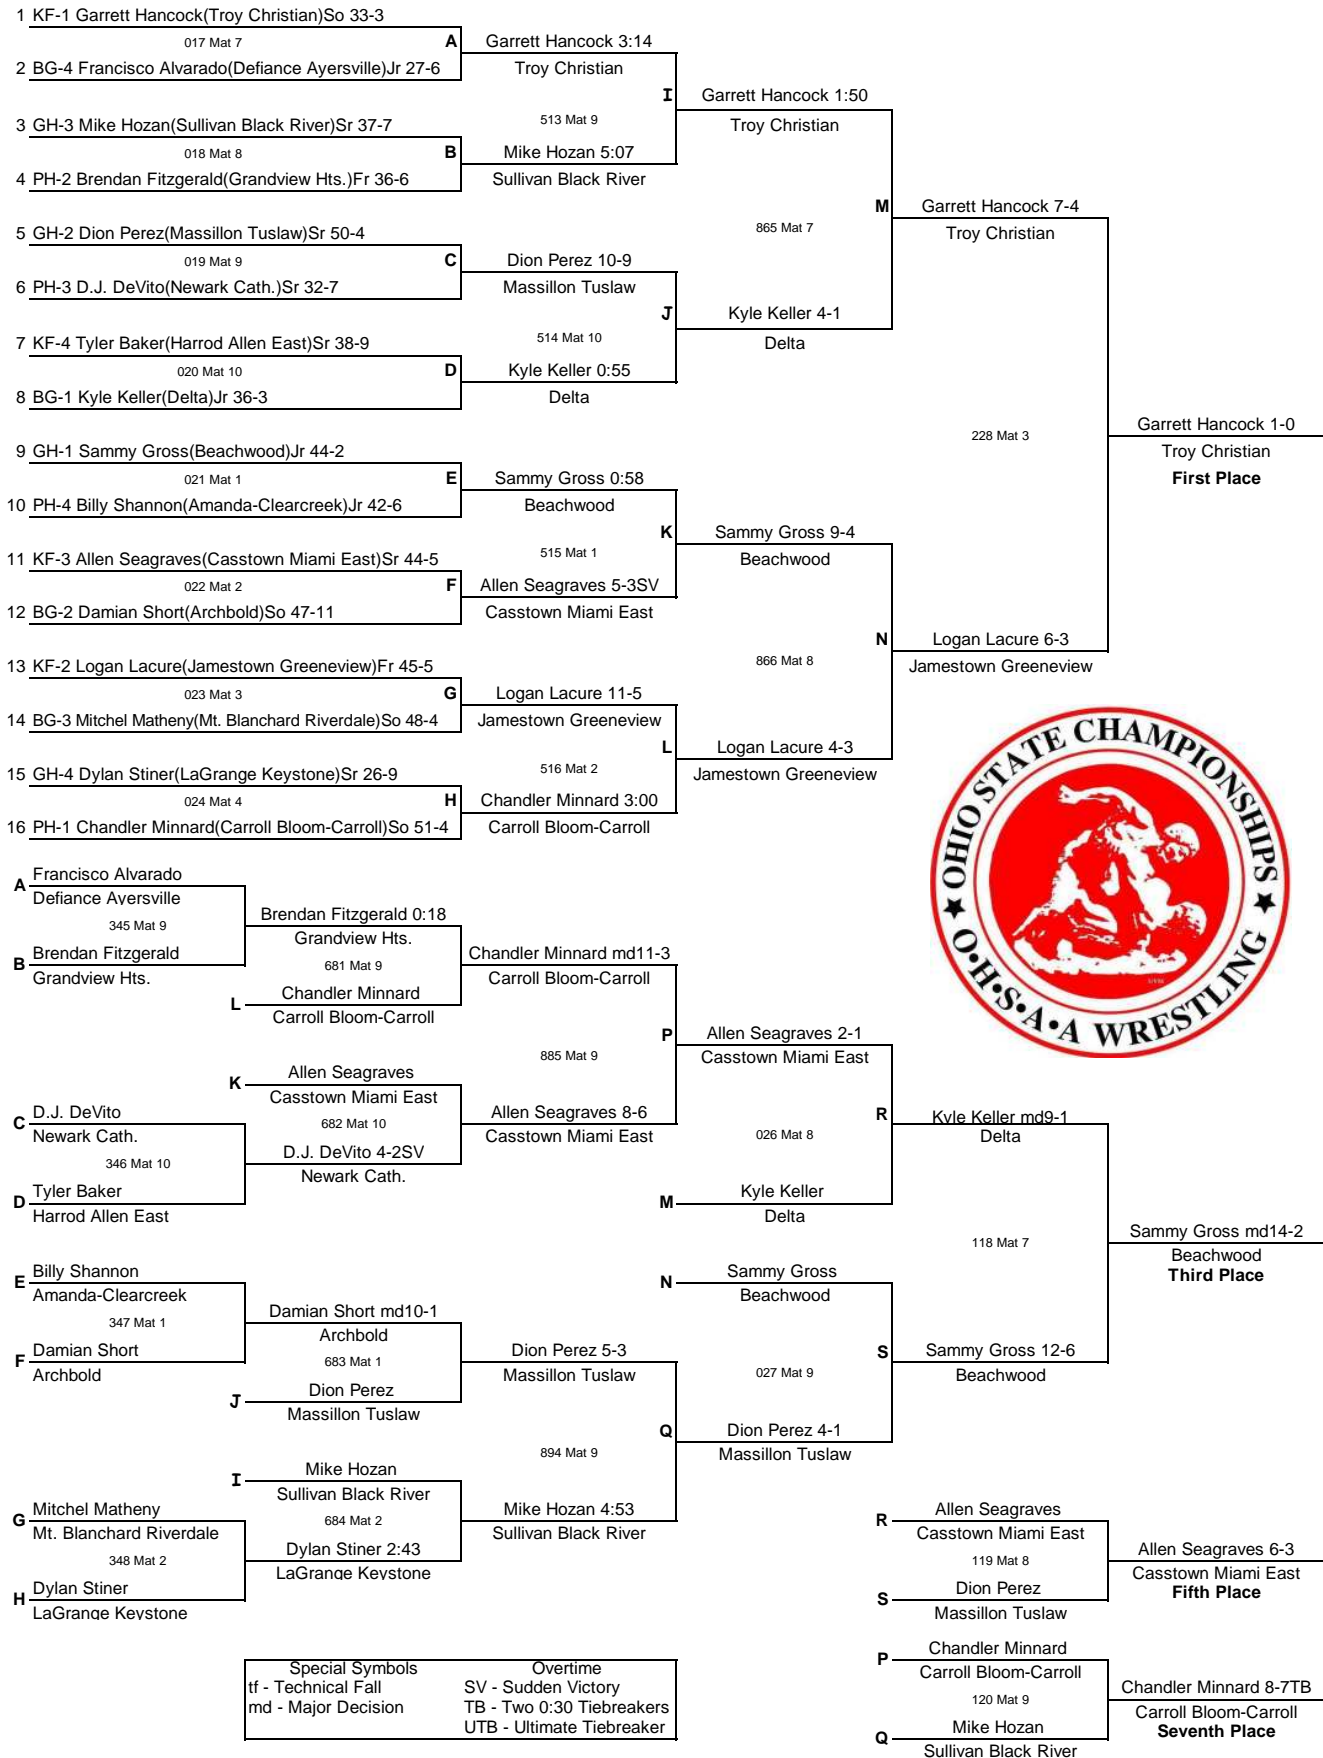 1 KF-1 Garrett Hancock(Troy Christian)So 33-3
017 Mat 7
A
2 BG-4 Francisco Alvarado(Defiance Ayersville)Jr 27-6
Garrett Hancock 3:14
Troy Christian
I
513 Mat 9
3 GH-3 Mike Hozan(Sullivan Black River)Sr 37-7
018 Mat 8
B
4 PH-2 Brendan Fitzgerald(Grandview Hts.)Fr 36-6
Mike Hozan 5:07
Sullivan Black River
Garrett Hancock 1:50
Troy Christian
M
865 Mat 7
5 GH-2 Dion Perez(Massillon Tuslaw)Sr 50-4
019 Mat 9
C
6 PH-3 D.J. DeVito(Newark Cath.)Sr 32-7
Dion Perez 10-9
Massillon Tuslaw
J
514 Mat 10
7 KF-4 Tyler Baker(Harrod Allen East)Sr 38-9
020 Mat 10
D
8 BG-1 Kyle Keller(Delta)Jr 36-3
Kyle Keller 0:55
Delta
Kyle Keller 4-1
Delta
Garrett Hancock 7-4
Troy Christian
228 Mat 3
Garrett Hancock 1-0
Troy Christian
First Place
9 GH-1 Sammy Gross(Beachwood)Jr 44-2
021 Mat 1
E
10 PH-4 Billy Shannon(Amanda-Clearcreek)Jr 42-6
Sammy Gross 0:58
Beachwood
K
515 Mat 1
11 KF-3 Allen Seagraves(Casstown Miami East)Sr 44-5
022 Mat 2
F
12 BG-2 Damian Short(Archbold)So 47-11
Allen Seagraves 5-3SV
Casstown Miami East
Sammy Gross 9-4
Beachwood
N
866 Mat 8
13 KF-2 Logan Lacure(Jamestown Greeneview)Fr 45-5
023 Mat 3
G
14 BG-3 Mitchel Matheny(Mt. Blanchard Riverdale)So 48-4
Logan Lacure 11-5
Jamestown Greeneview
L
516 Mat 2
15 GH-4 Dylan Stiner(LaGrange Keystone)Sr 26-9
024 Mat 4
H
16 PH-1 Chandler Minnard(Carroll Bloom-Carroll)So 51-4
Chandler Minnard 3:00
Carroll Bloom-Carroll
Logan Lacure 4-3
Jamestown Greeneview
Logan Lacure 6-3
Jamestown Greeneview
OHIO STATE CHAMPIONSHIPS
O•H•S•A•A WRESTLING
A
Francisco Alvarado
Defiance Ayersville
345 Mat 9
B
Brendan Fitzgerald
Grandview Hts.
Brendan Fitzgerald 0:18
Grandview Hts.
681 Mat 9
L
Chandler Minnard
Carroll Bloom-Carroll
Chandler Minnard md11-3
Carroll Bloom-Carroll
P
885 Mat 9
K
Allen Seagraves
Casstown Miami East
682 Mat 10
C
D.J. DeVito
Newark Cath.
346 Mat 10
D
Tyler Baker
Harrod Allen East
D.J. DeVito 4-2SV
Newark Cath.
Allen Seagraves 8-6
Casstown Miami East
Allen Seagraves 2-1
Casstown Miami East
R
026 Mat 8
M
Kyle Keller
Delta
Kyle Keller md9-1
Delta
118 Mat 7
Sammy Gross md14-2
Beachwood
Third Place
E
Billy Shannon
Amanda-Clearcreek
347 Mat 1
F
Damian Short
Archbold
Damian Short md10-1
Archbold
683 Mat 1
J
Dion Perez
Massillon Tuslaw
Dion Perez 5-3
Massillon Tuslaw
Q
894 Mat 9
N
Sammy Gross
Beachwood
S
027 Mat 9
Dion Perez 4-1
Massillon Tuslaw
Sammy Gross 12-6
Beachwood
I
Mike Hozan
Sullivan Black River
684 Mat 2
G
Mitchel Matheny
Mt. Blanchard Riverdale
348 Mat 2
H
Dylan Stiner
LaGrange Keystone
Dylan Stiner 2:43
LaGrange Keystone
Mike Hozan 4:53
Sullivan Black River
R
Allen Seagraves
Casstown Miami East
119 Mat 8
S
Dion Perez
Massillon Tuslaw
Allen Seagraves 6-3
Casstown Miami East
Fifth Place
P
Chandler Minnard
Carroll Bloom-Carroll
120 Mat 9
Q
Mike Hozan
Sullivan Black River
Chandler Minnard 8-7TB
Carroll Bloom-Carroll
Seventh Place
Special Symbols
tf - Technical Fall
md - Major Decision
Overtime
SV - Sudden Victory
TB - Two 0:30 Tiebreakers
UTB - Ultimate Tiebreaker